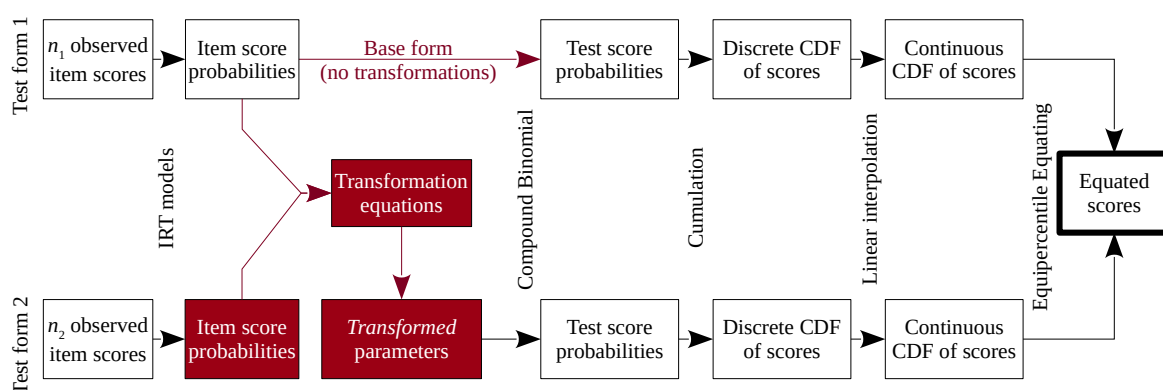 Test form 1
n1 observed
item scores
Item score
probabilities
Base form
(no transformations)
Test score
probabilities
Discrete CDF
of scores
Continuous
CDF of scores
IRT models
Transformation
equations
Compound Binomial
Cumulation
Linear interpolation
Equipercentile Equating
Equated
scores
Test form 2
n2 observed
item scores
Item score
probabilities
Transformed
parameters
Test score
probabilities
Discrete CDF
of scores
Continuous
CDF of scores